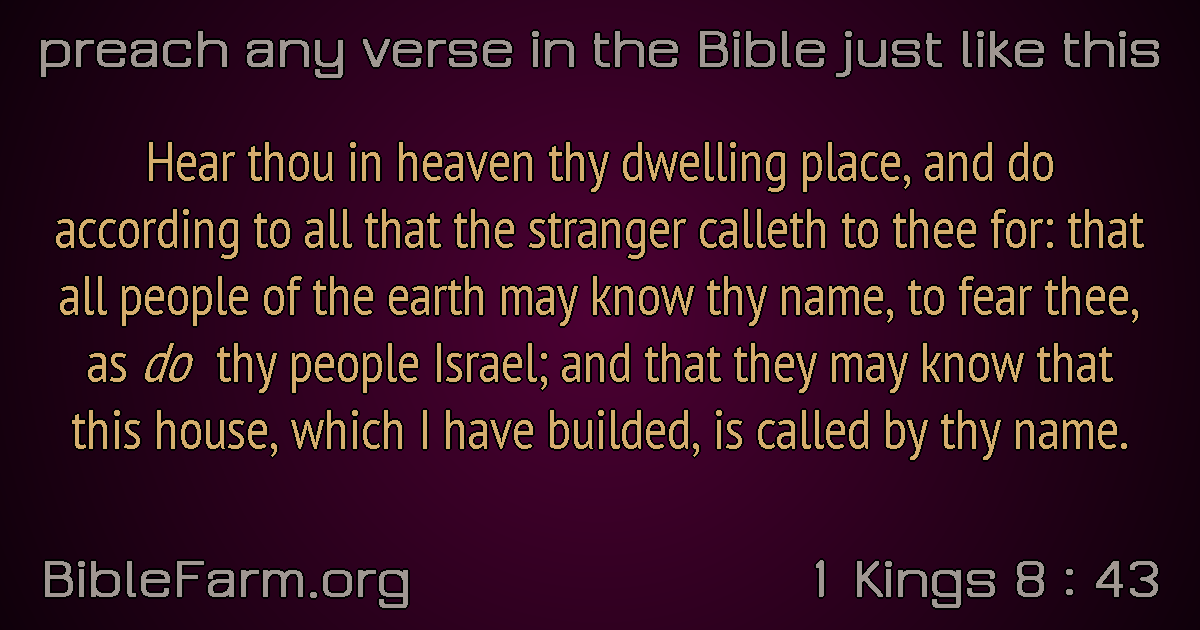 preach any verse in the Bible just like this
Hear thou in heaven thy dwelling place, and do
according to all that the stranger calleth to thee for: that
all people of the earth may know thy name, to fear thee,
as do thy people Israel; and that they may know that
this house, which I have builded, is called by thy name.
BibleFarm.org
1 Kings 8 : 43